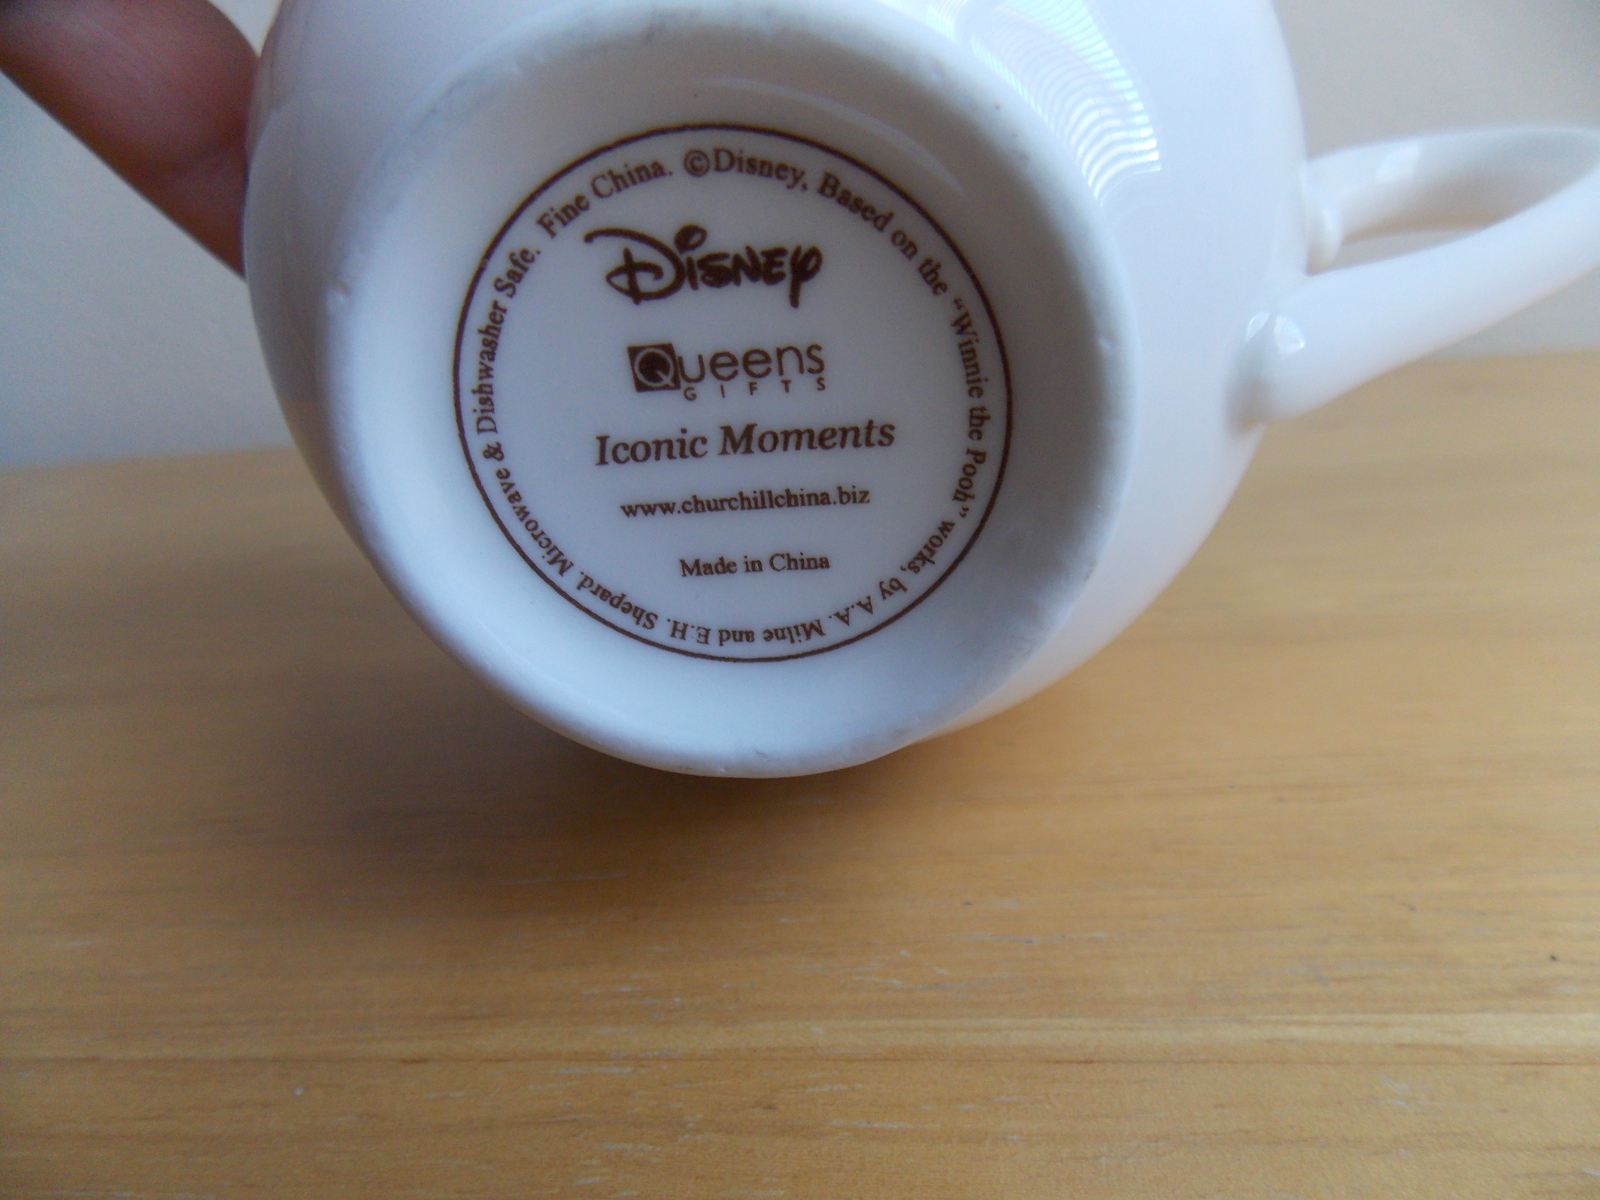 Microwave & Dishwasher Safe. Fine China. ©Disney, Based on the “Winnie the Pooh” works, by A.A. Milne and E.H. Shepard.
DISNEY
Queens
GIFTS
Iconic Moments
www.churchillchina.biz
Made in China